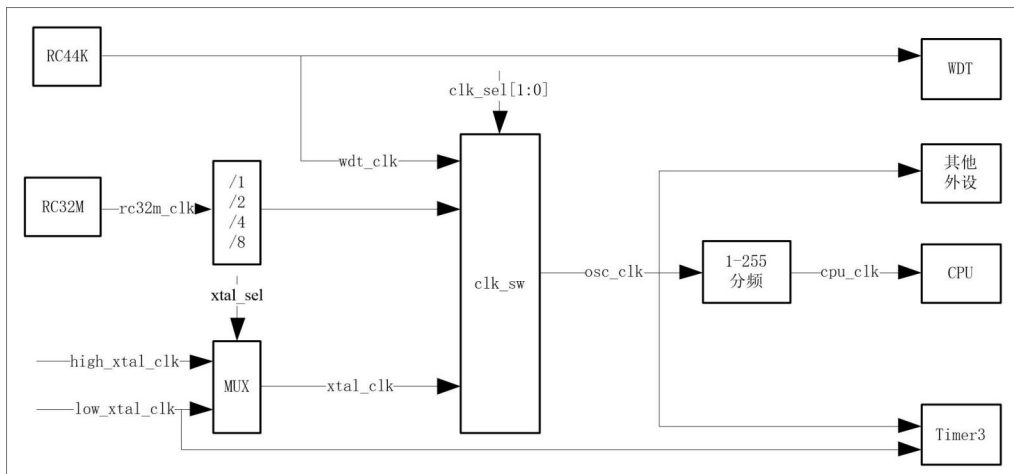 RC44K
WDT
clk_sel[1:0]
wdt_clk
其他
外设
RC32M
rc32m_clk
/1
/2
/4
/8
clk_sw
osc_clk
1-255
分频
cpu_clk
CPU
xtal_sel
high_xtal_clk
MUX
xtal_clk
low_xtal_clk
Timer3